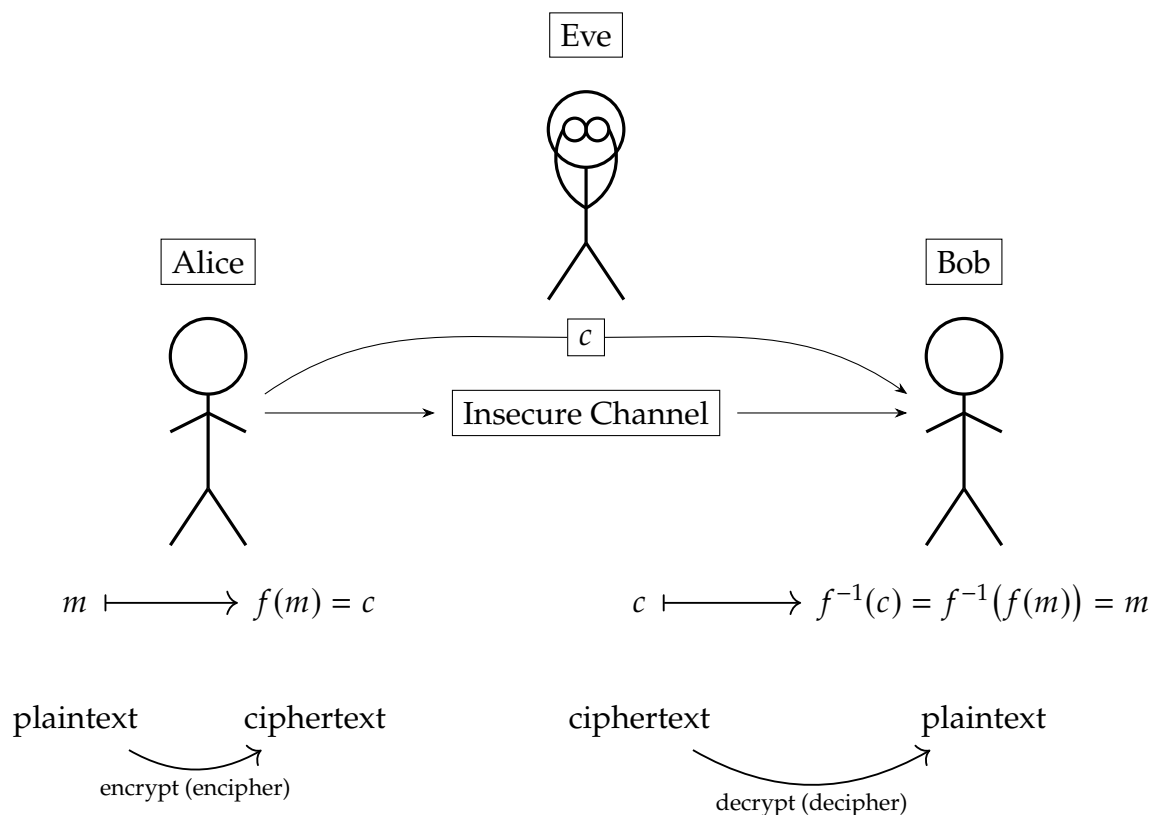 Eve
Alice
Bob
c
Insecure Channel
m ⟼ f(m) = c
c ⟼ f⁻¹(c) = f⁻¹(f(m)) = m
plaintext ciphertext
ciphertext plaintext
encrypt (encipher)
decrypt (decipher)